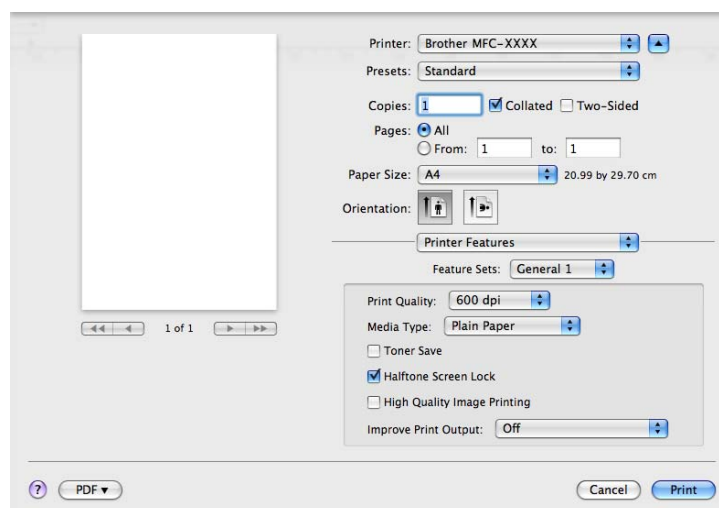 Printer: Brother MFC-XXXX
Presets: Standard
Copies: 1 Collated Two-Sided
Pages: All
From: 1 to: 1
Paper Size: A4 20.99 by 29.70 cm
Orientation:
Printer Features
Feature Sets: General 1
Print Quality: 600 dpi
Media Type: Plain Paper
Toner Save
Halftone Screen Lock
High Quality Image Printing
Improve Print Output: Off
1 of 1
? PDF Cancel Print